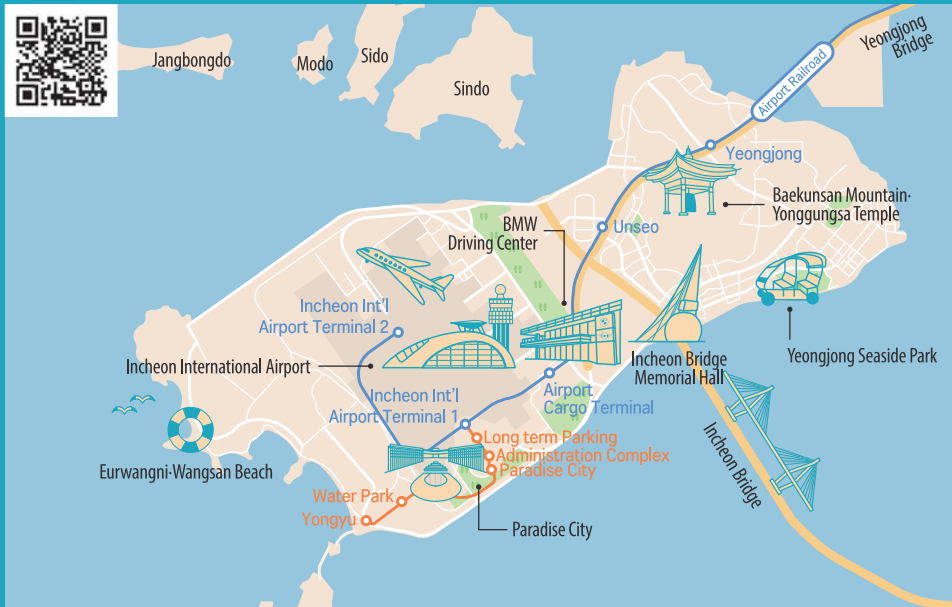 Jangbongdo
Modo
Sido
Sindo
Yeongjong
Bridge
Airport Railroad
Yeongjong
Baekunsan Mountain·
Yonggungsa Temple
Unseo
BMW
Driving Center
Incheon Int'l
Airport Terminal 2
Incheon International Airport
Incheon Bridge
Memorial Hall
Yeongjong Seaside Park
Incheon Int'l
Airport Terminal 1
Airport
Cargo Terminal
Long term Parking
Administration Complex
Paradise City
Eurwangni-Wangsan Beach
Water Park
Yongyu
Paradise City
Incheon Bridge